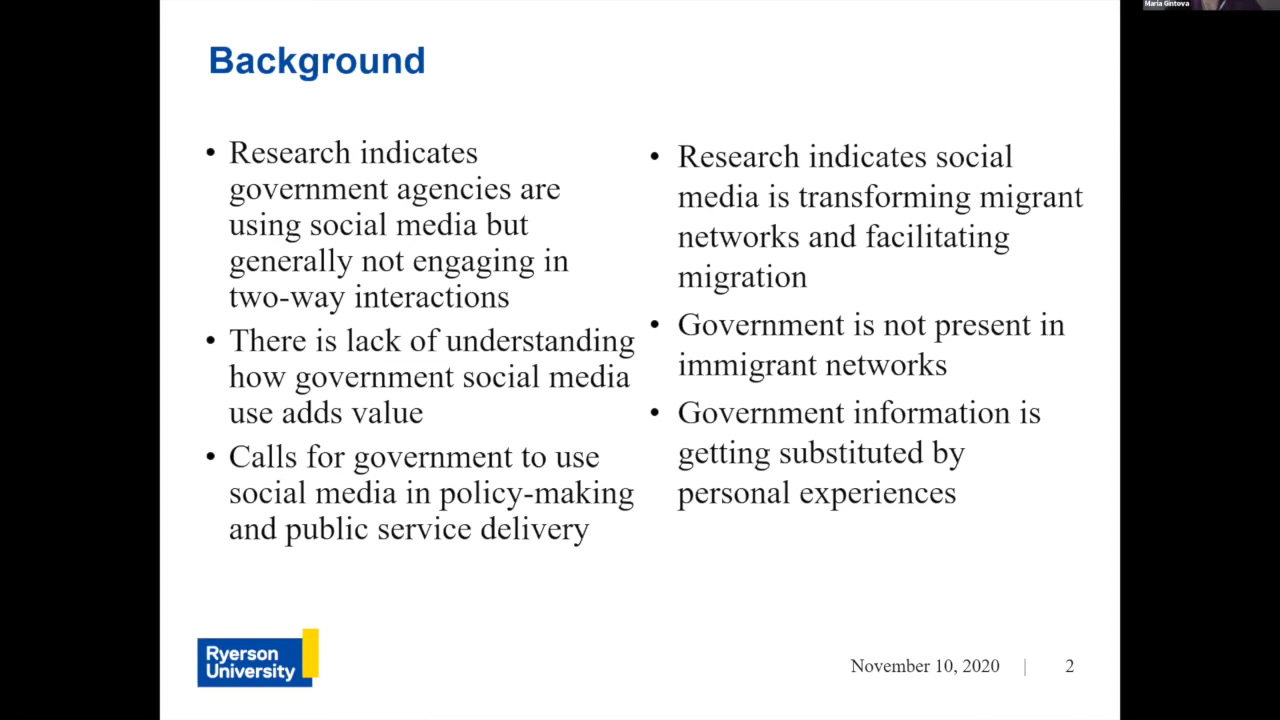 Maria Gintova
Background
• Research indicates
government agencies are
using social media but
generally not engaging in
two-way interactions
• There is lack of understanding
how government social media
use adds value
• Calls for government to use
social media in policy-making
and public service delivery
• Research indicates social
media is transforming migrant
networks and facilitating
migration
• Government is not present in
immigrant networks
• Government information is
getting substituted by
personal experiences
Ryerson
University
November 10, 2020 | 2